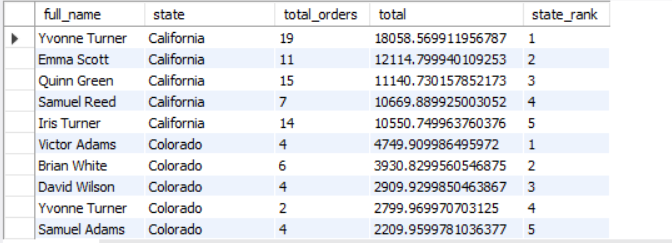 full_name state total_orders total state_rank
Yvonne Turner California 19 18058.569911956787 1
Emma Scott California 11 12114.799940109253 2
Quinn Green California 15 11140.730157852173 3
Samuel Reed California 7 10669.889925003052 4
Iris Turner California 14 10550.749963760376 5
Victor Adams Colorado 4 4749.909986495972 1
Brian White Colorado 6 3930.8299560546875 2
David Wilson Colorado 4 2909.9299850463867 3
Yvonne Turner Colorado 2 2799.969970703125 4
Samuel Adams Colorado 4 2209.9599781036377 5